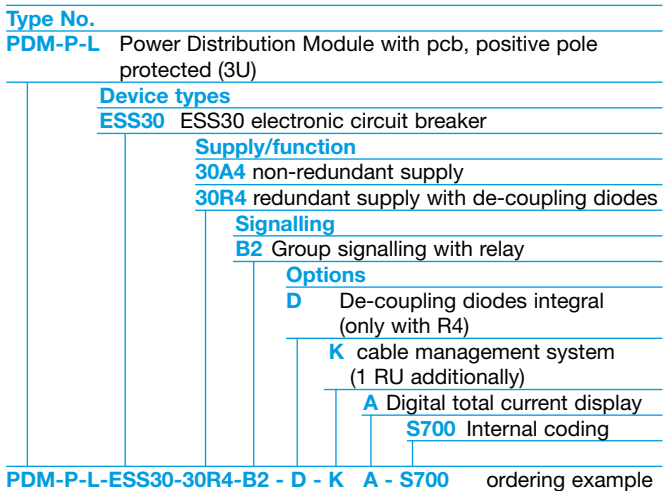 Type No.
PDM-P-L Power Distribution Module with pcb, positive pole
protected (3U)
Device types
ESS30 ESS30 electronic circuit breaker
Supply/function
30A4 non-redundant supply
30R4 redundant supply with de-coupling diodes
Signalling
B2 Group signalling with relay
Options
D De-coupling diodes integral
(only with R4)
K cable management system
(1 RU additionally)
A Digital total current display
S700 Internal coding
PDM-P-L-ESS30-30R4-B2 - D - K A - S700 ordering example